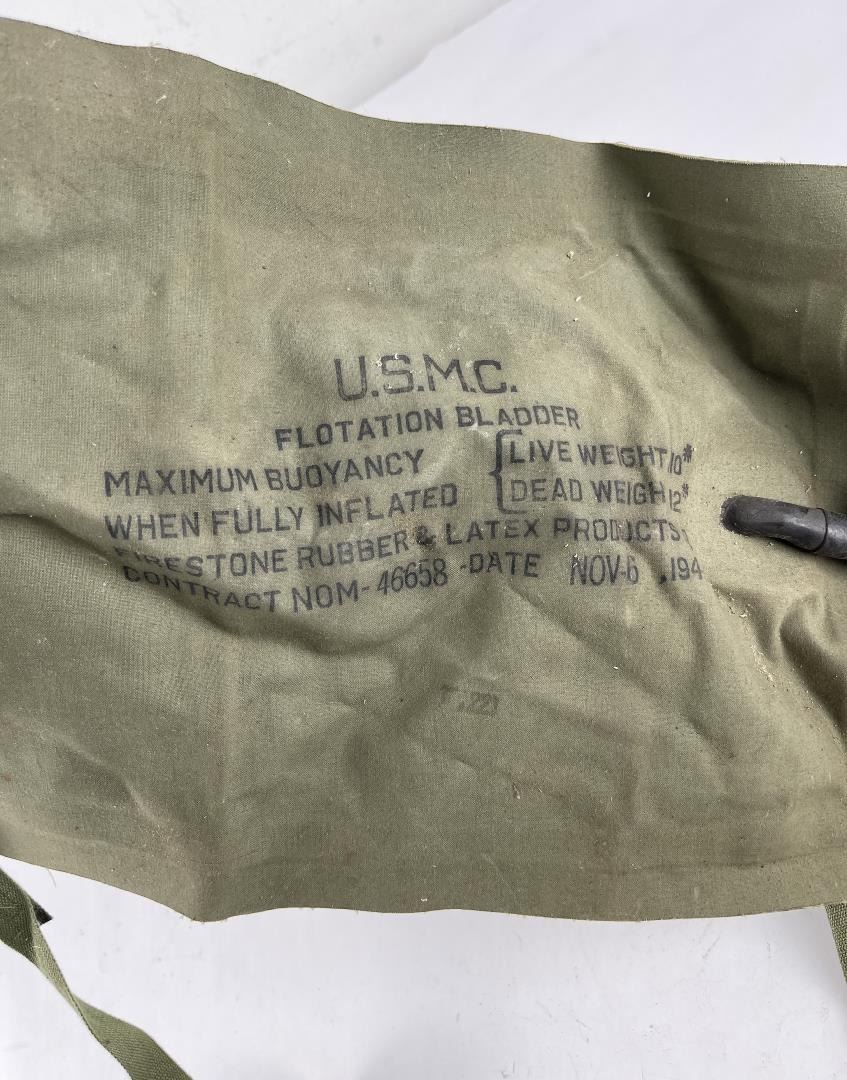 U.S.M.C.
FLOTATION BLADDER
MAXIMUM BUOYANCY { LIVE WEIGHT 10#
WHEN FULLY INFLATED { DEAD WEIGH 12#
FIRESTONE RUBBER & LATEX PRODUCTS
CONTRACT NOM-46658 -DATE NOV-6 ,194